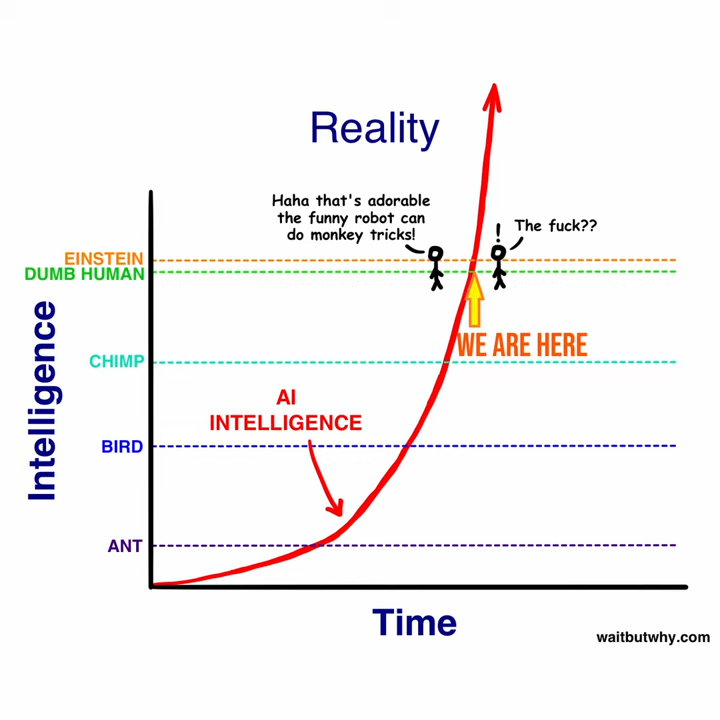 Reality
Haha that's adorable
the funny robot can
do monkey tricks!
!
The fuck??
EINSTEIN
DUMB HUMAN
WE ARE HERE
CHIMP
AI
INTELLIGENCE
BIRD
ANT
Intelligence
Time
waitbutwhy.com